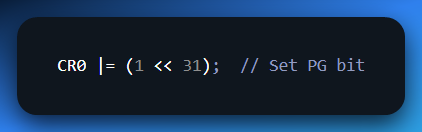 CR0 |= (1 << 31);  // Set PG bit